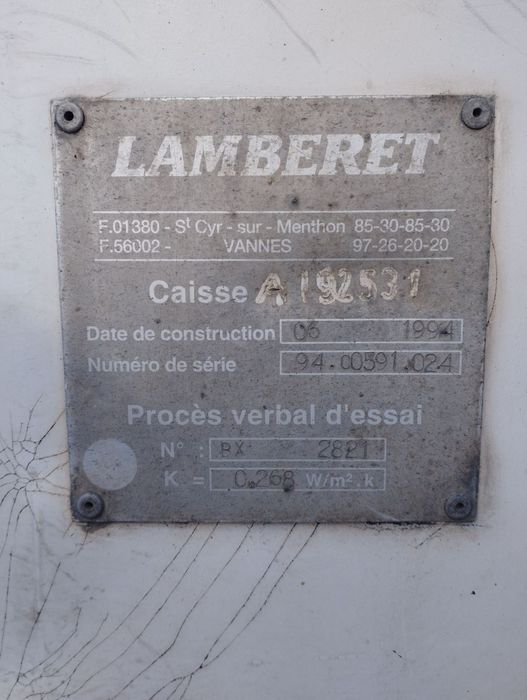 LAMBERET
F.01380 - St Cyr - sur - Menthon 85-30-85-30
F.56002 - VANNES 97-26-20-20
Caisse A192531
Date de construction 06 1994
Numéro de série 94.00591.024
Procès verbal d'essai
N° : RX 2821
K = 0.268 W/m².k